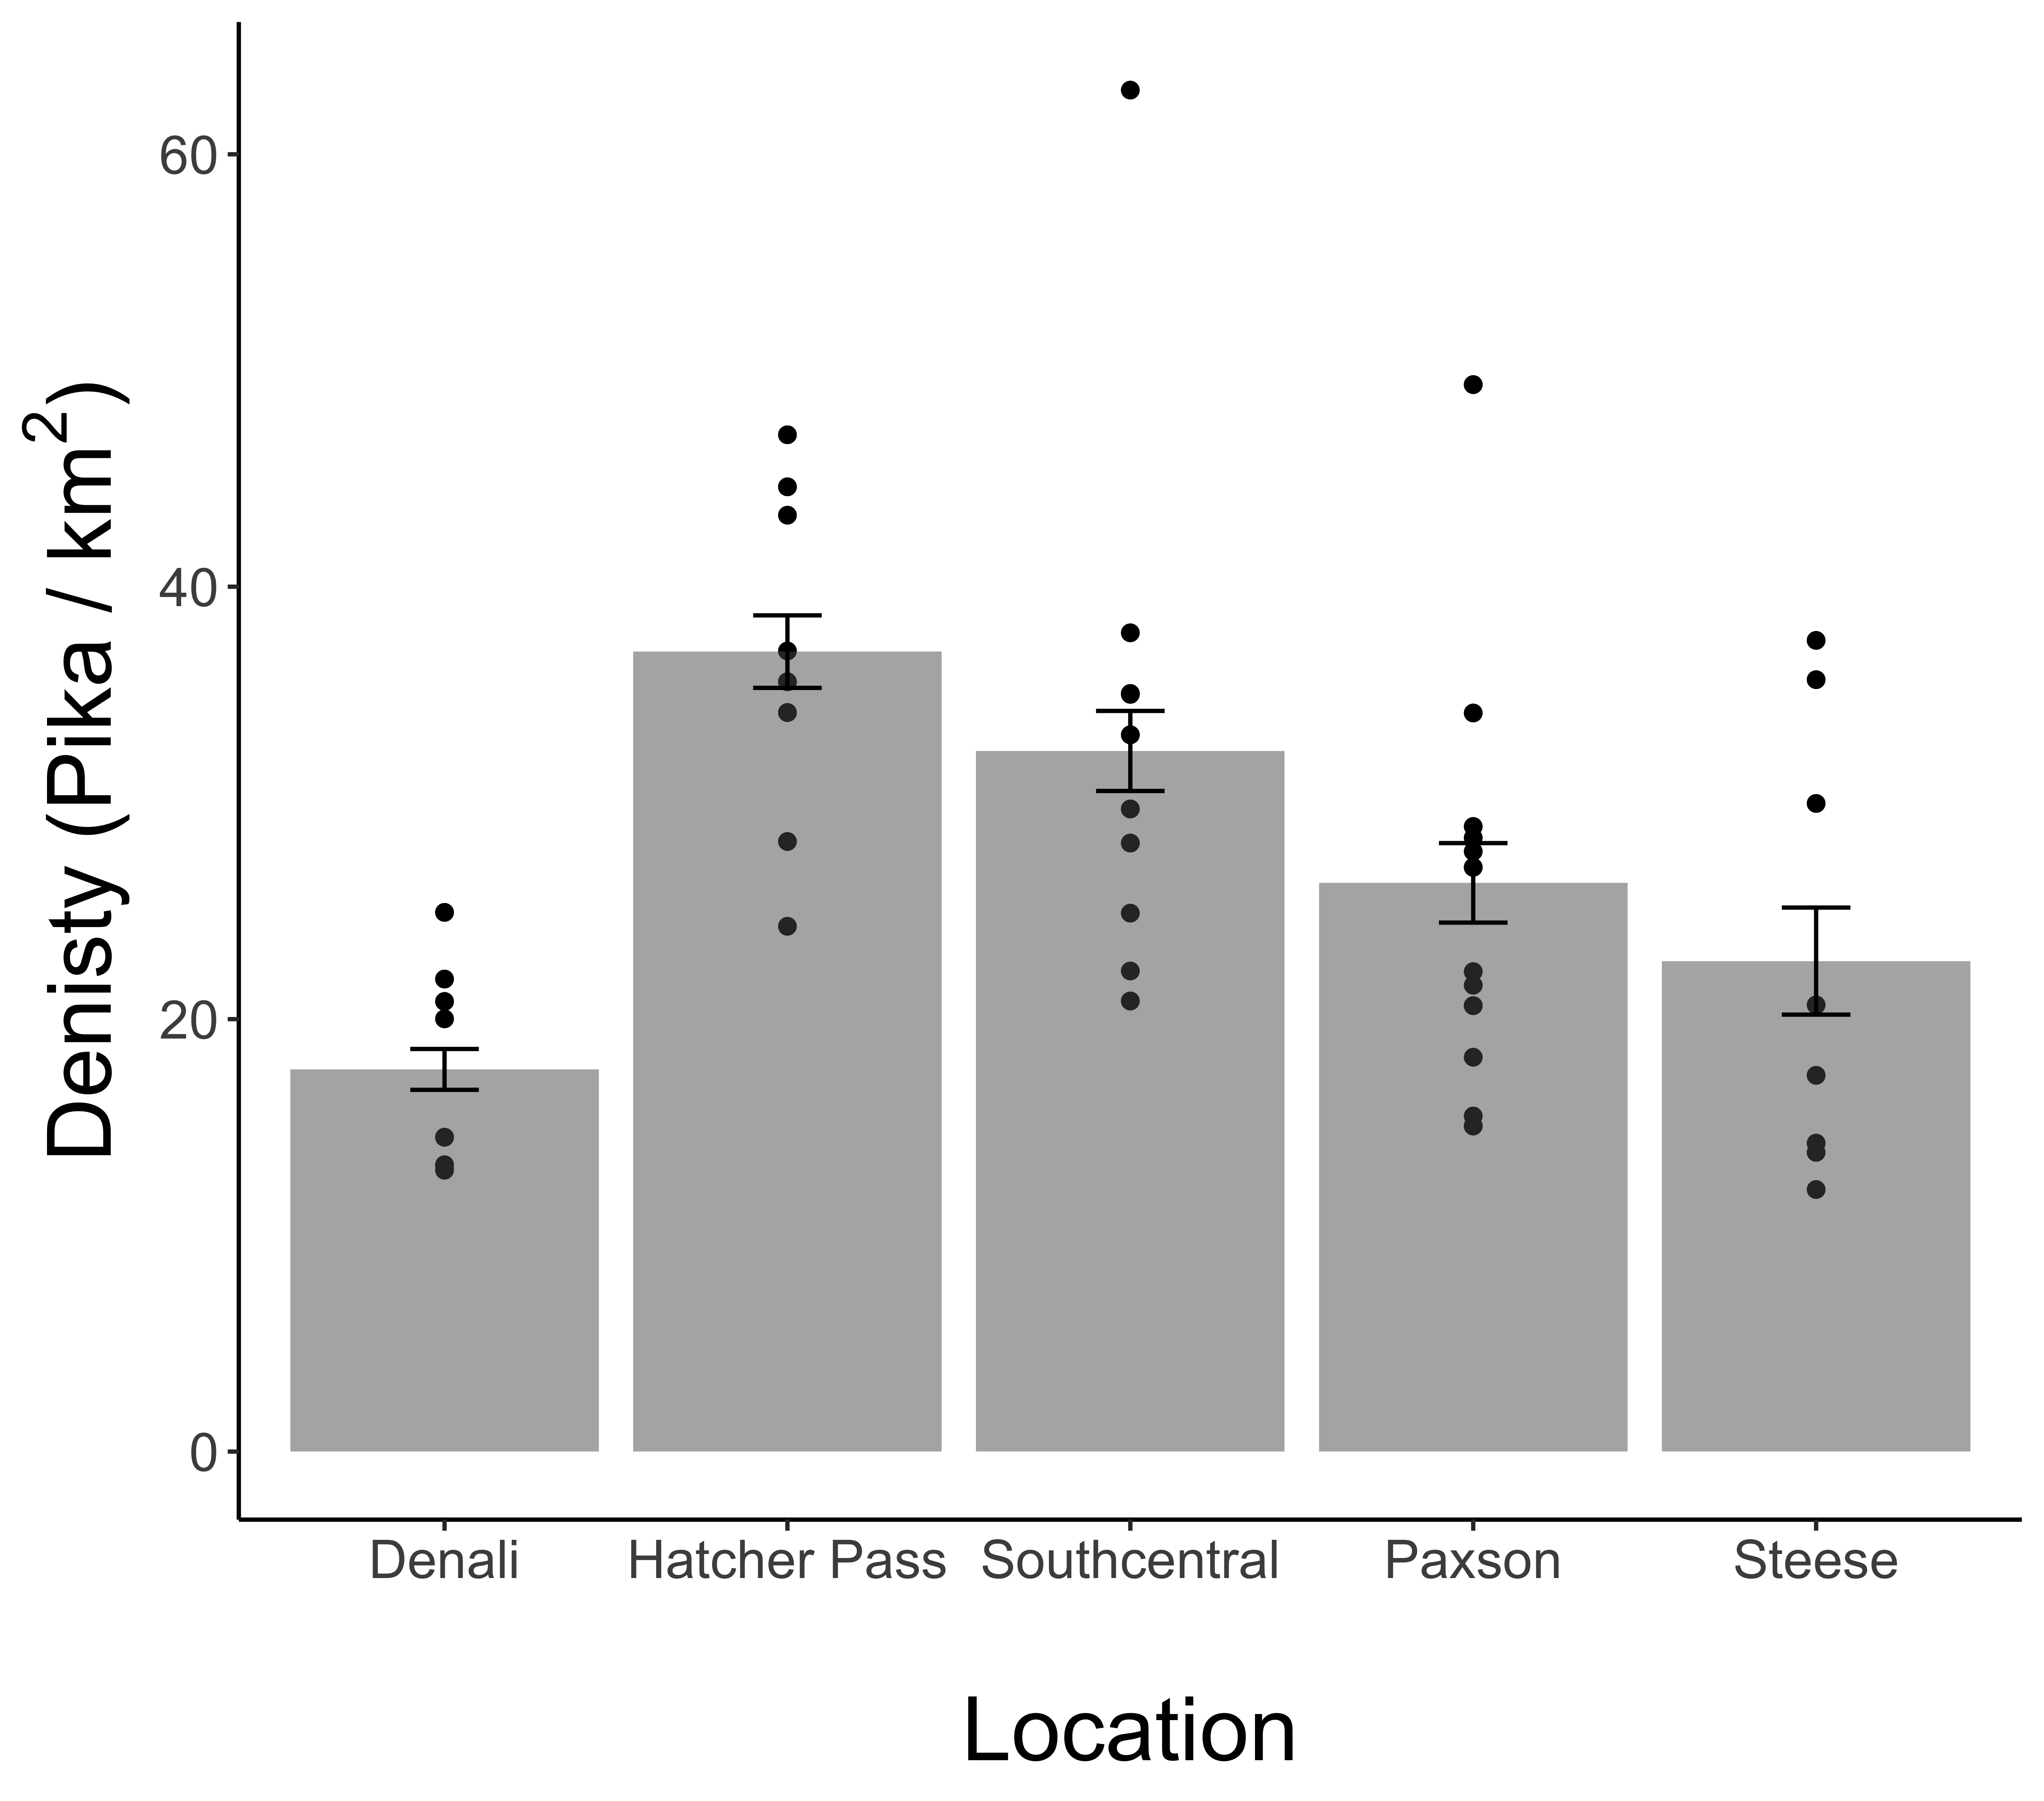 Denisty (Pika / km²)
60
40
20
0
Denali Hatcher Pass Southcentral Paxson Steese
Location